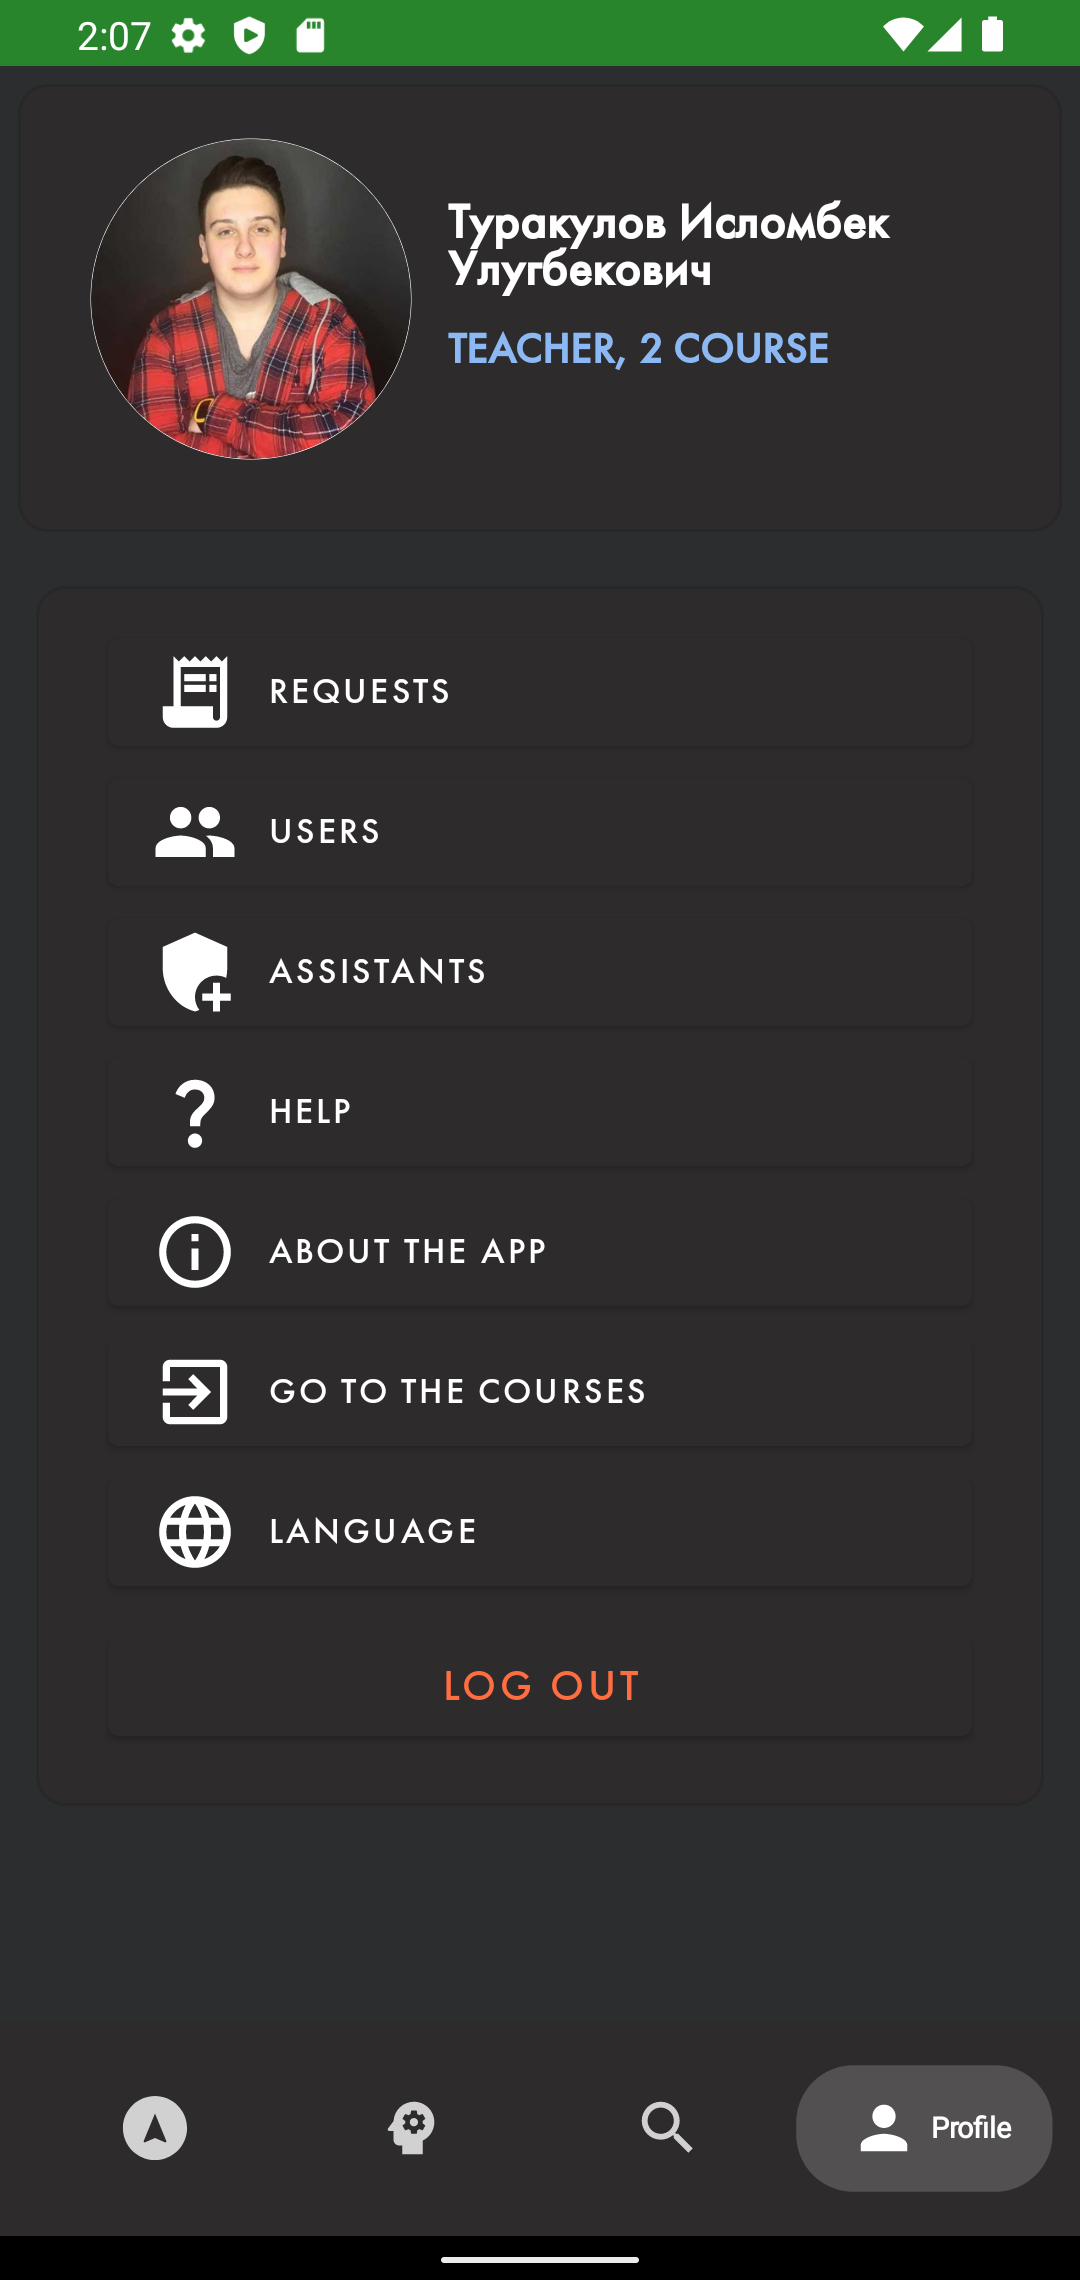 2:07
Туракулов Исломбек
Улугбекович
TEACHER, 2 COURSE
REQUESTS
USERS
ASSISTANTS
HELP
ABOUT THE APP
GO TO THE COURSES
LANGUAGE
LOG OUT
Profile